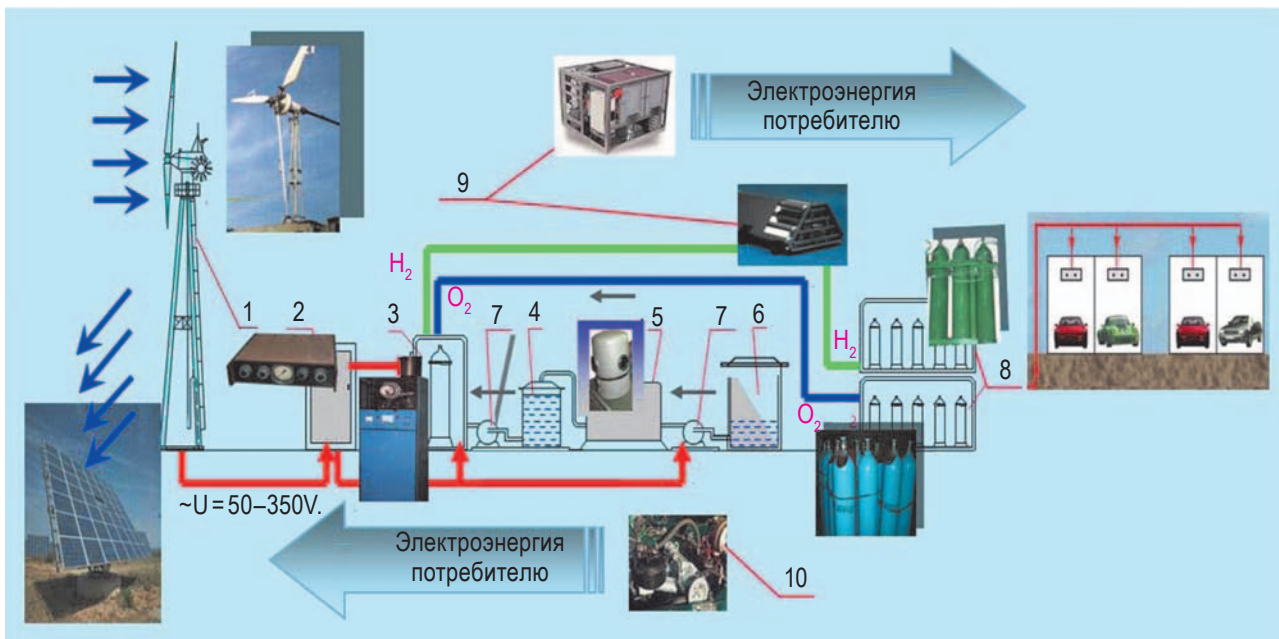 Электроэнергия
потребителю
9
H₂
O₂
1
2
3
7
4
5
7
6
H₂
8
O₂
2
~U = 50–350V.
Электроэнергия
потребителю
10